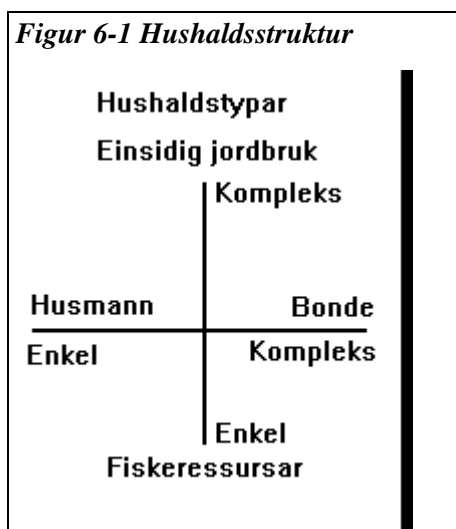 Figur 6-1 Hushaldsstruktur
Hushaldstypar
Einsidig jordbruk
Kompleks
Husmann Bonde
Enkel Kompleks
Enkel
Fiskeressursar